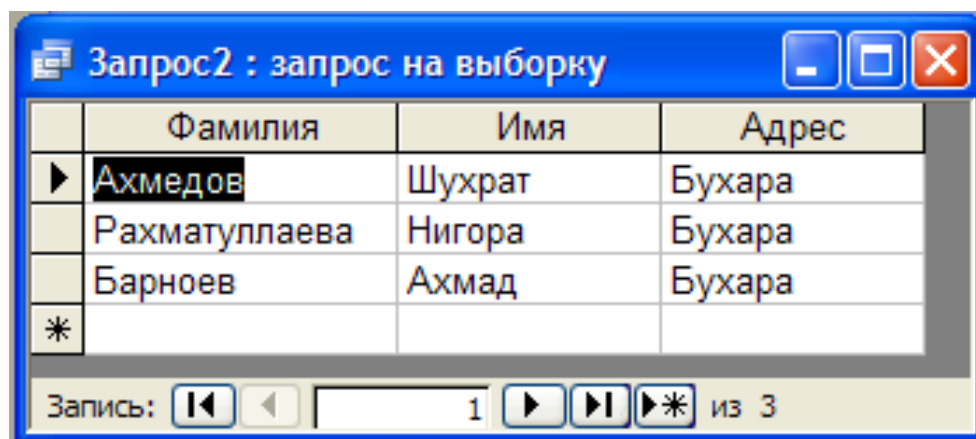 Запрос2 : запрос на выборку
Фамилия Имя Адрес
Ахмедов Шухрат Бухара
Рахматуллаева Нигора Бухара
Барноев Ахмад Бухара
Запись: 1 из 3